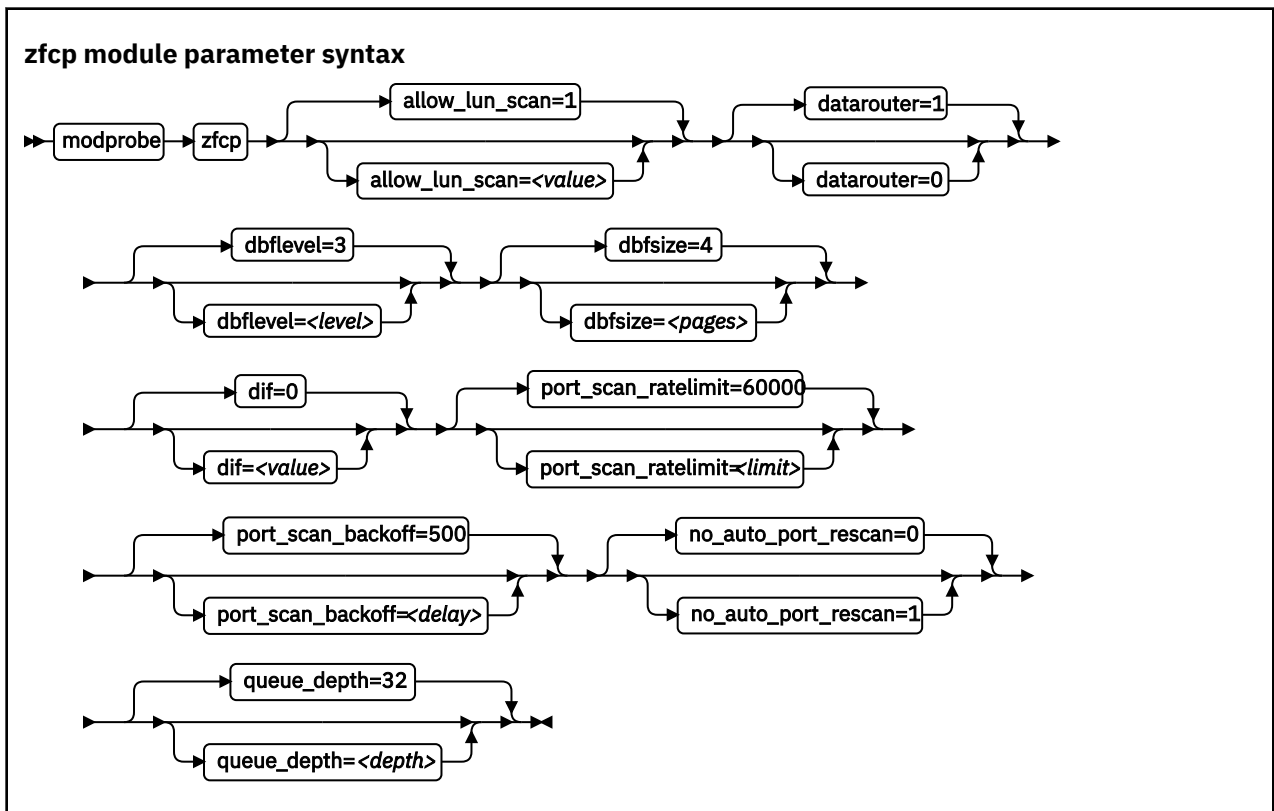 zfcp module parameter syntax
allow_lun_scan=1 datarouter=1
modprobe zfcp
allow_lun_scan=<value> datarouter=0
dbflevel=3 dbfsize=4
dbflevel=<level> dbfsize=<pages>
dif=0 port_scan_ratelimit=60000
dif=<value> port_scan_ratelimit=<limit>
port_scan_backoff=500 no_auto_port_rescan=0
port_scan_backoff=<delay> no_auto_port_rescan=1
queue_depth=32
queue_depth=<depth>